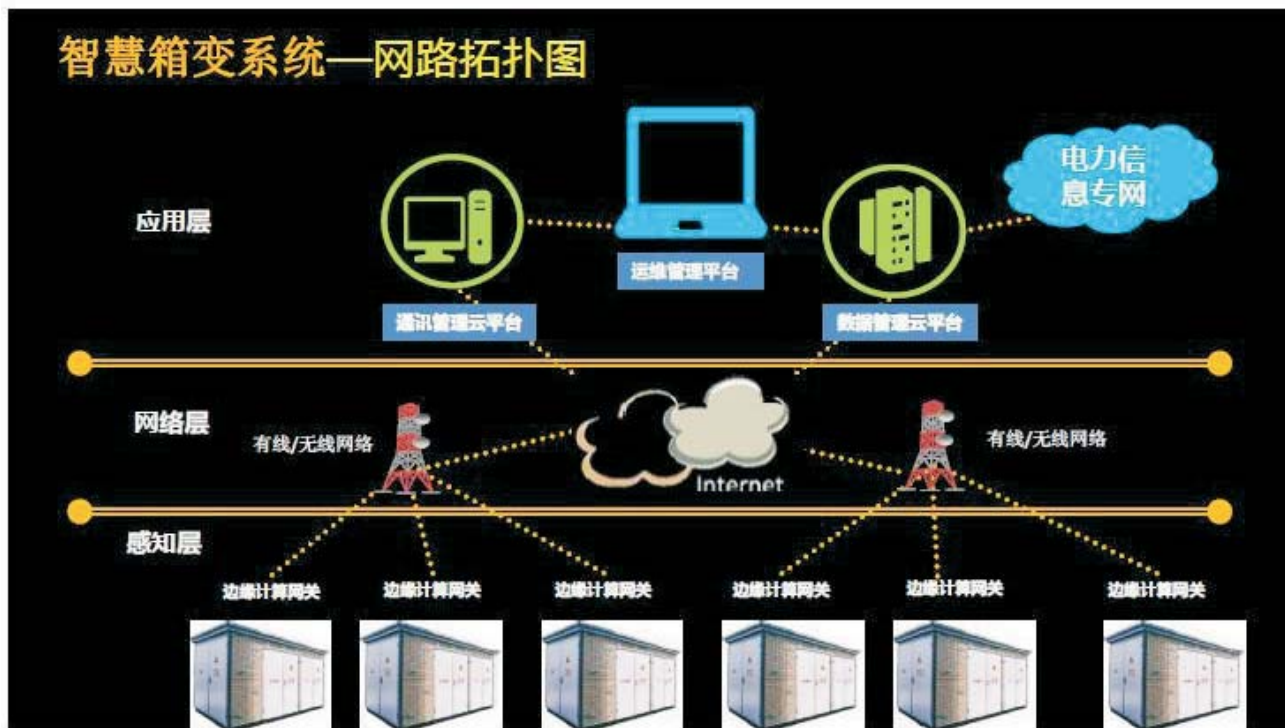 智慧箱变系统—网路拓扑图
电力信
息专网
应用层
运维管理平台
通讯管理云平台
数据管理云平台
网络层
有线/无线网络
有线/无线网络
Internet
感知层
边缘计算网关
边缘计算网关
边缘计算网关
边缘计算网关
边缘计算网关
边缘计算网关